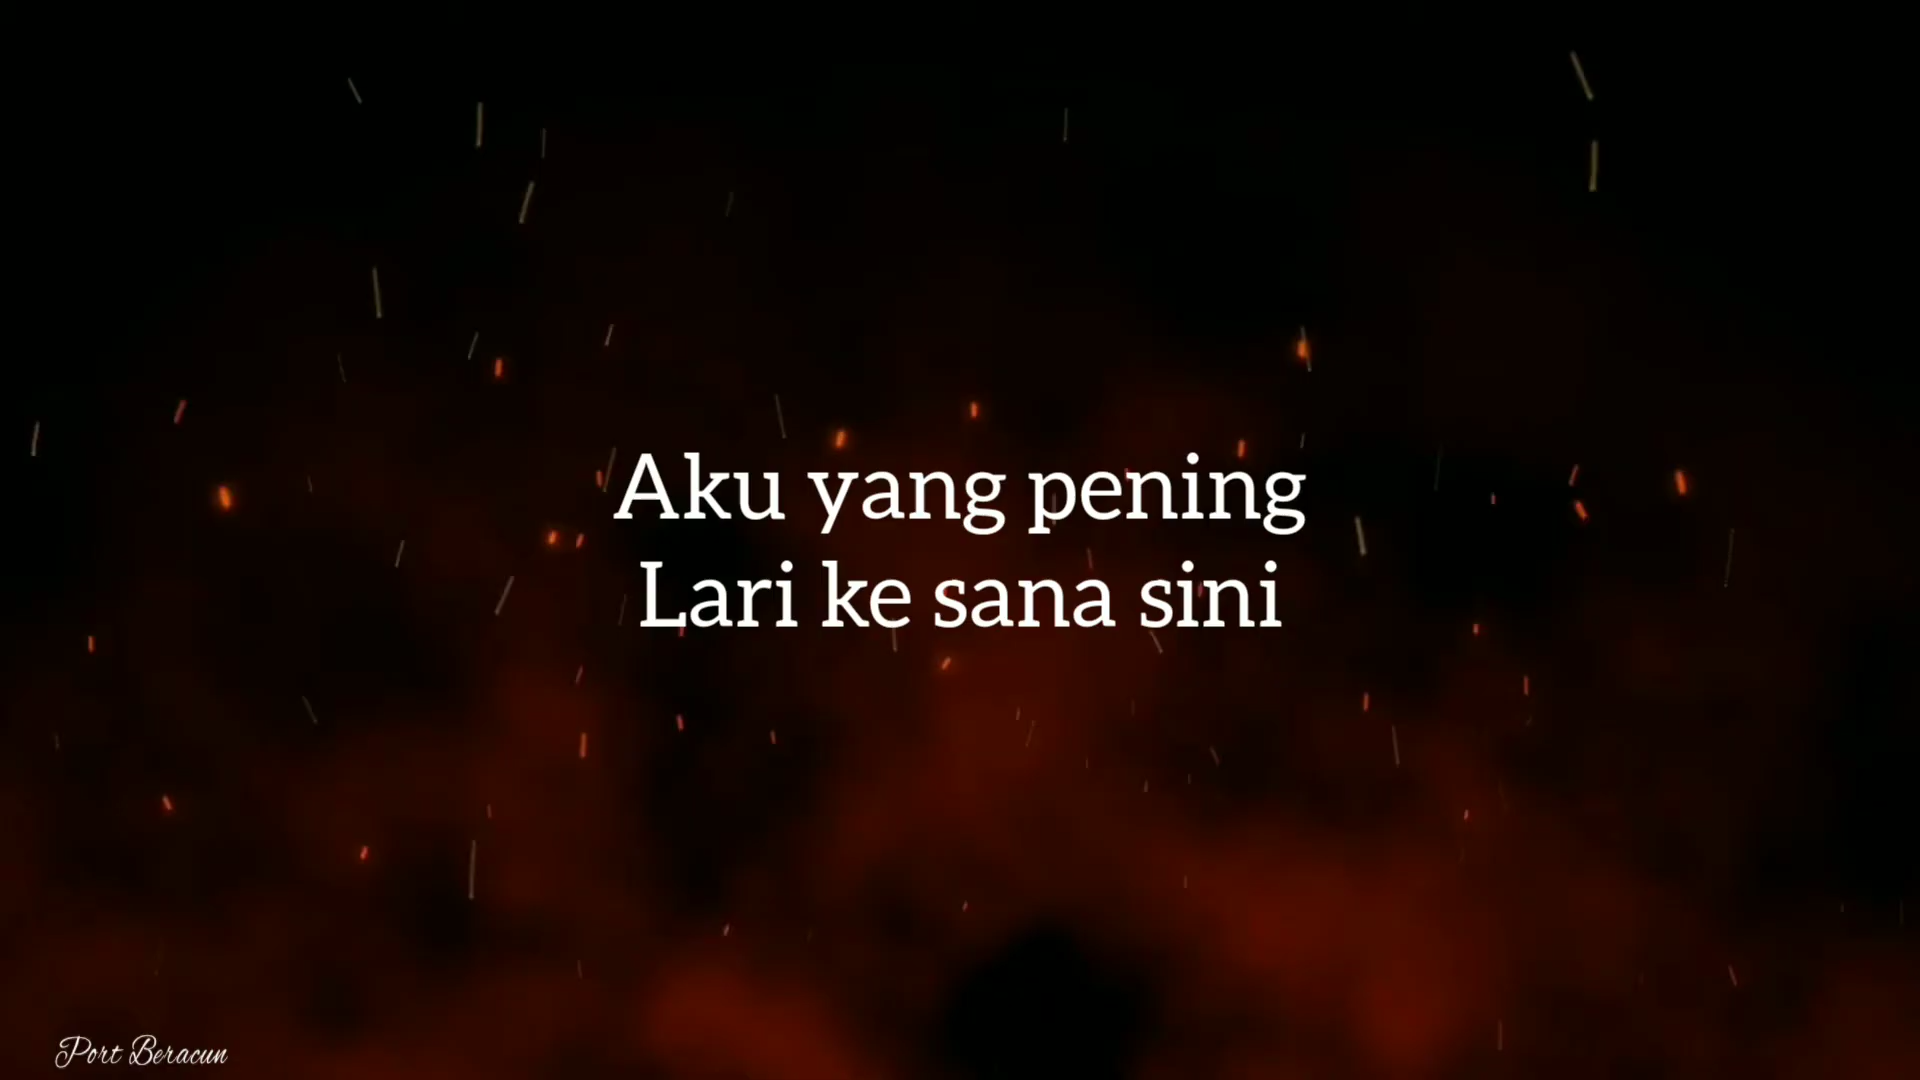 Aku yang pening
Lari ke sana sini
Port Beracun